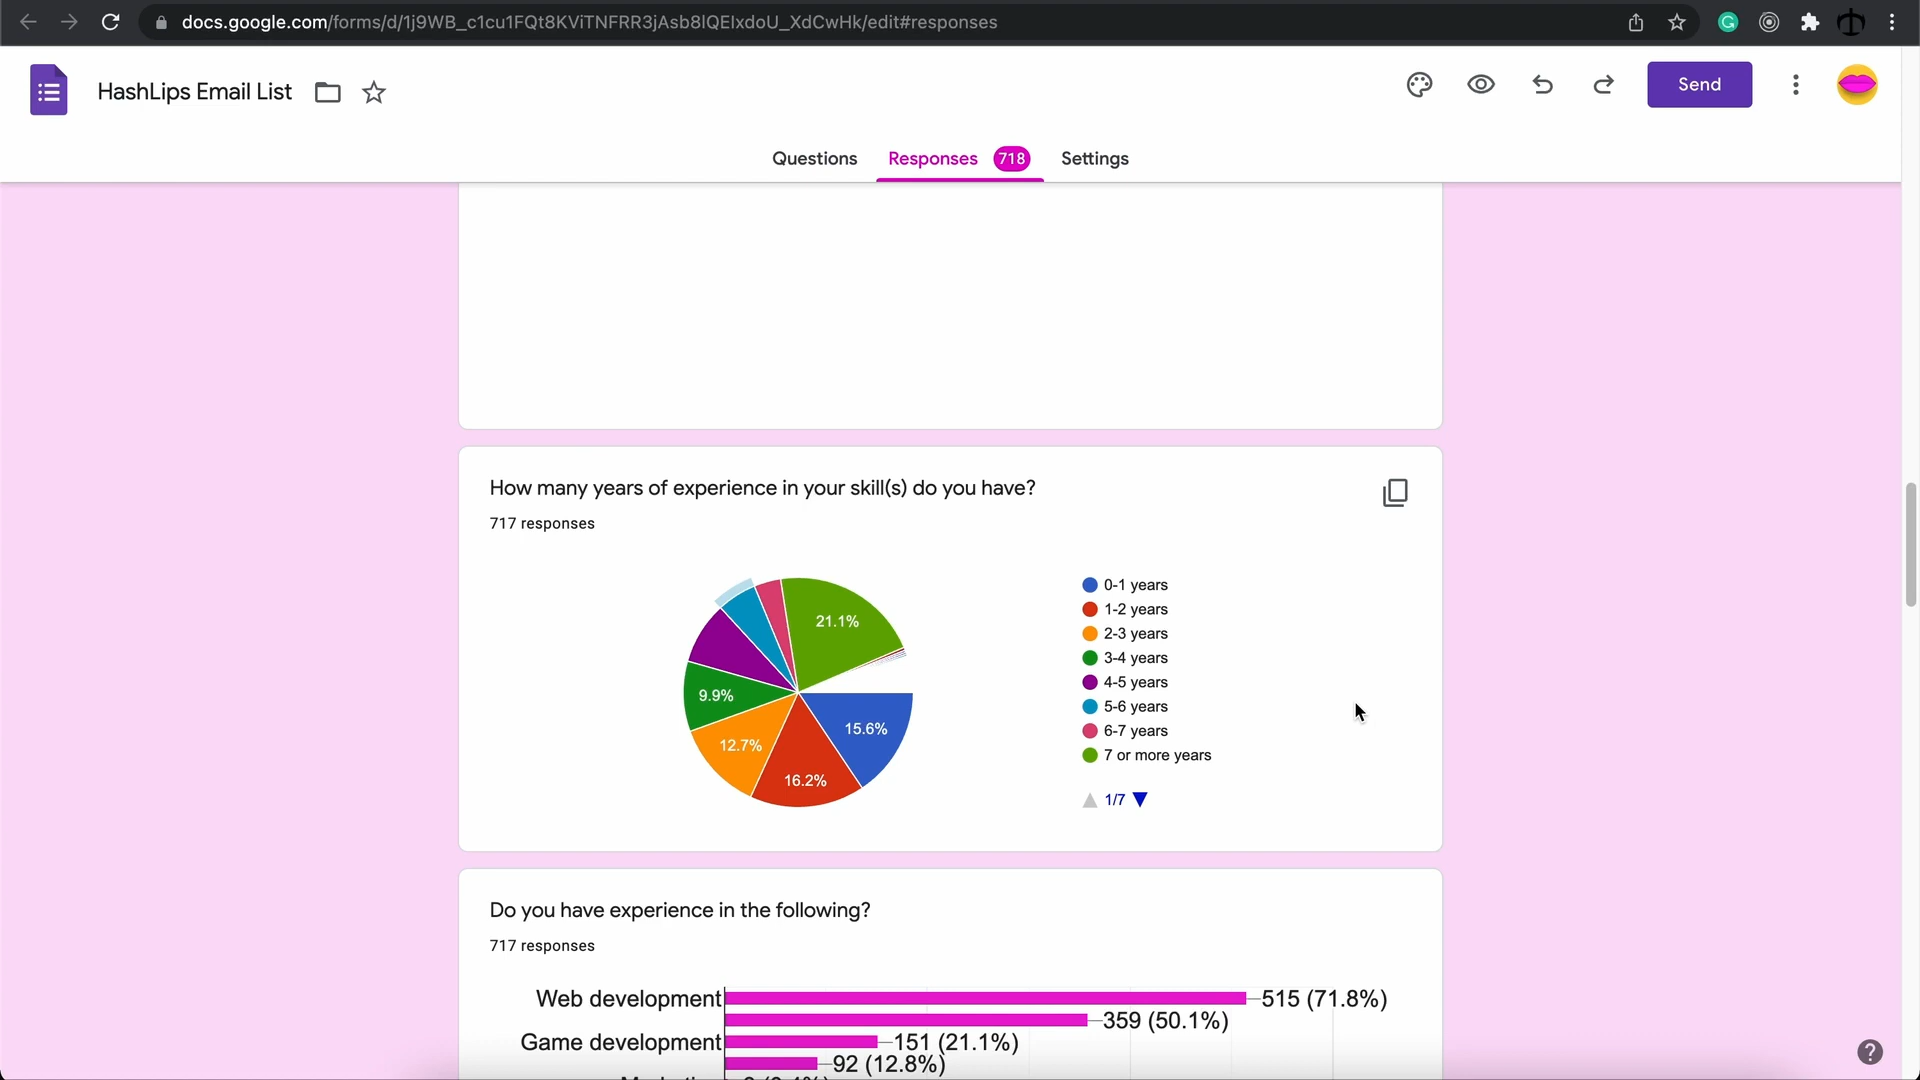 docs.google.com/forms/d/1j9WB_c1cu1FQt8KViTNFRR3jAsb8lQEIxdoU_XdCwHk/edit#responses
HashLips Email List
Send
Questions
Responses 718
Settings
How many years of experience in your skill(s) do you have?
717 responses
21.1%
9.9%
15.6%
12.7%
16.2%
0-1 years
1-2 years
2-3 years
3-4 years
4-5 years
5-6 years
6-7 years
7 or more years
1/7
Do you have experience in the following?
717 responses
Web development
515 (71.8%)
359 (50.1%)
Game development
151 (21.1%)
92 (12.8%)